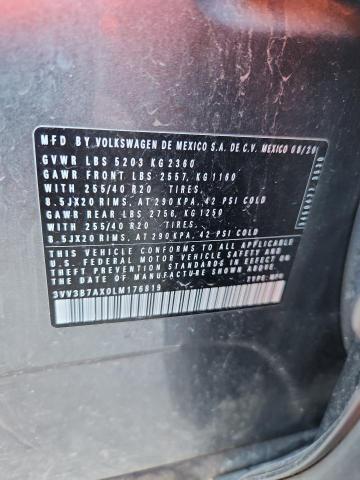 MFD BY VOLKSWAGEN DE MEXICO S.A. DE C.V. MEXICO 08/20
GVWR LBS 5203 KG 2360
GAWR FRONT LBS 2557, KG 1160
WITH 255/40 R20 TIRES.
8.5JX20 RIMS, AT 290 KPA, 42 PSI COLD
GAWR REAR LBS 2756, KG 1250
WITH 255/40 R20 TIRES.
8.5JX20 RIMS, AT 290 KPA, 42 PSI COLD
THIS VEHICLE CONFORMS TO ALL APPLICABLE
U.S. FEDERAL MOTOR VEHICLE SAFETY
STANDARDS IN EFFECT ON
THE DATE OF MANUFACTURE SHOWN ABOVE
TYPE:
3VV3B7AX0LM176819